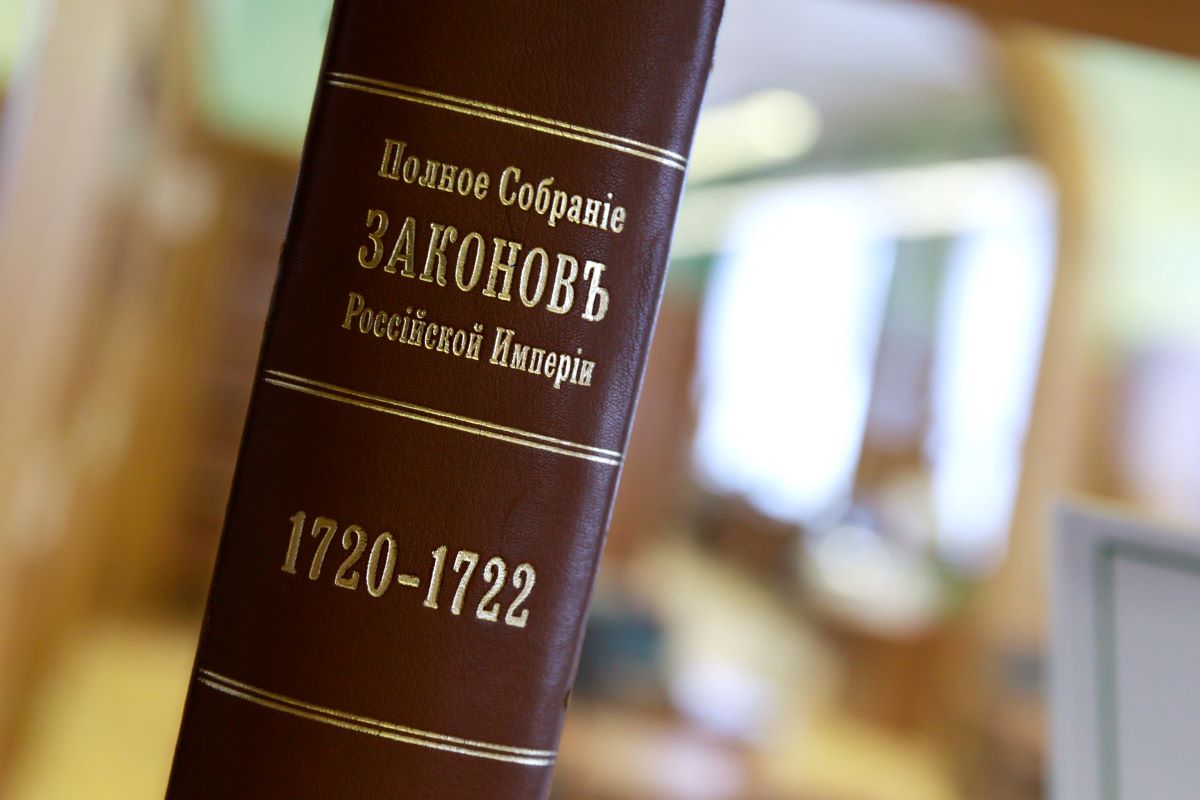 Полное Собраніе
ЗАКОНОВЪ
Россійской Имперіи
1720-1722